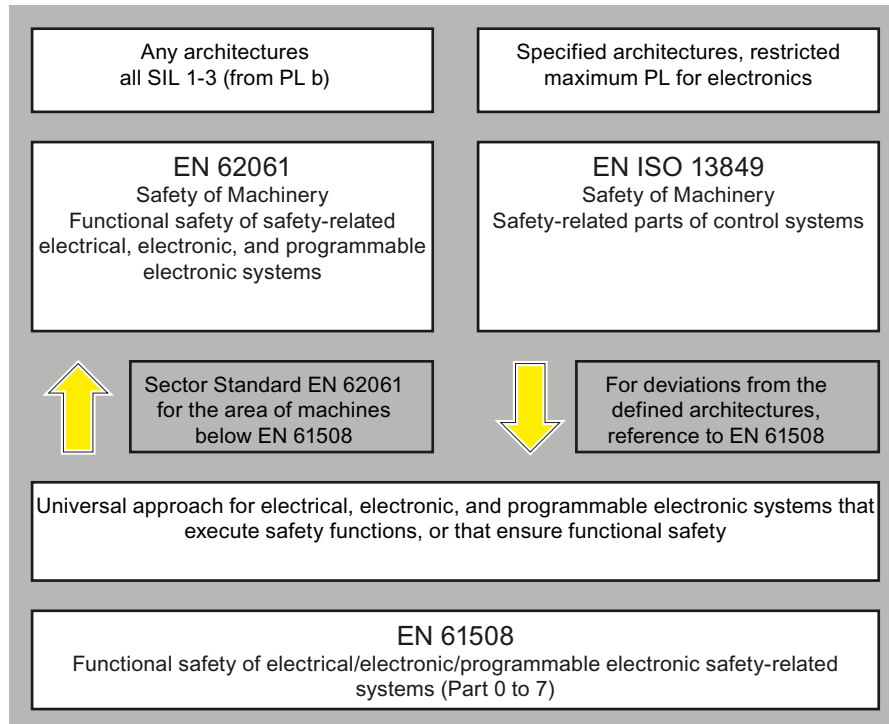 Any architectures
all SIL 1-3 (from PL b)
Specified architectures, restricted
maximum PL for electronics
EN 62061
Safety of Machinery
Functional safety of safety-related
electrical, electronic, and programmable
electronic systems
EN ISO 13849
Safety of Machinery
Safety-related parts of control systems
Sector Standard EN 62061
for the area of machines
below EN 61508
For deviations from the
defined architectures,
reference to EN 61508
Universal approach for electrical, electronic, and programmable electronic systems that
execute safety functions, or that ensure functional safety
EN 61508
Functional safety of electrical/electronic/programmable electronic safety-related
systems (Part 0 to 7)